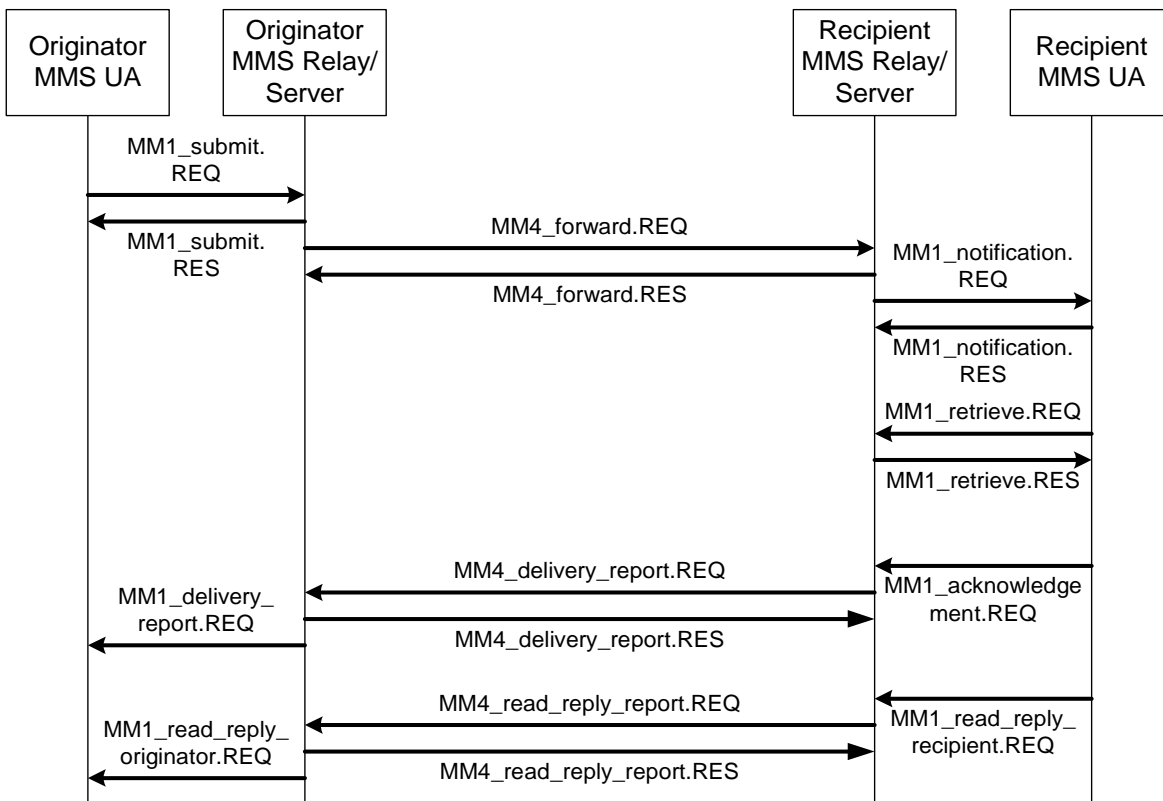 Originator
MMS UA
Originator
MMS Relay/
Server
Recipient
MMS Relay/
Server
Recipient
MMS UA
MM1_submit.
REQ
MM1_submit.
RES
MM4_forward.REQ
MM4_forward.RES
MM1_notification.
REQ
MM1_notification.
RES
MM1_retrieve.REQ
MM1_retrieve.RES
MM1_acknowledge
ment.REQ
MM4_delivery_report.REQ
MM4_delivery_report.RES
MM1_delivery_
report.REQ
MM1_read_reply_
recipient.REQ
MM4_read_reply_report.REQ
MM4_read_reply_report.RES
MM1_read_reply_
originator.REQ